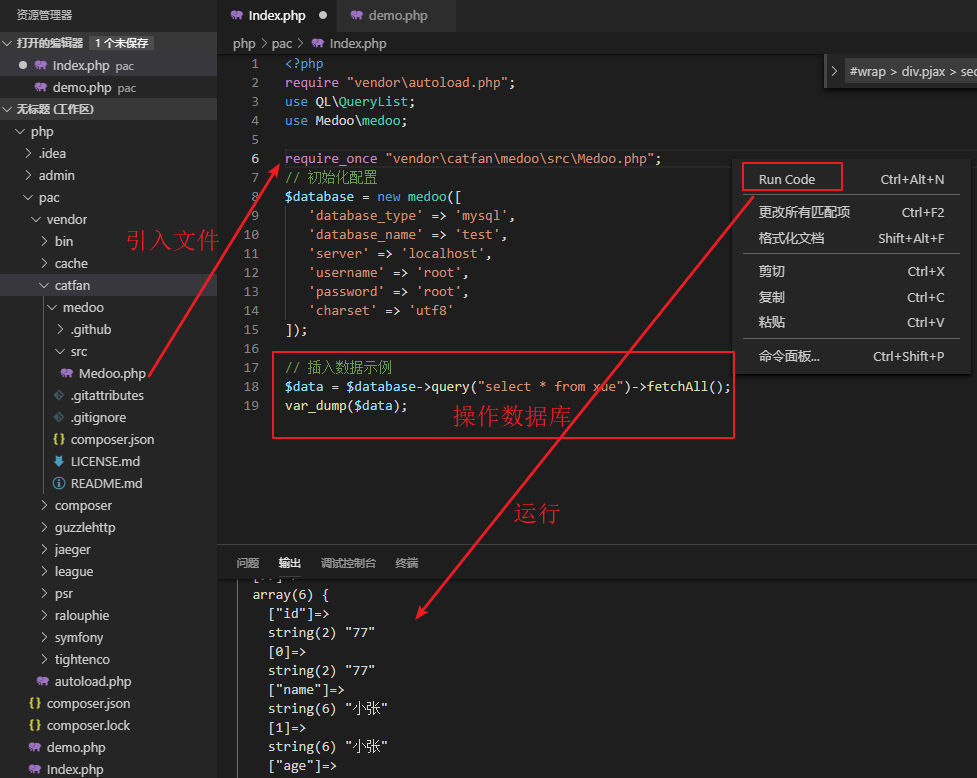 资源管理器
打开的编辑器 1 个未保存
Index.php pac
demo.php pac
无标题 (工作区)
php
.idea
admin
pac
vendor
bin
cache
catfan
medoo
.github
src
Medoo.php
.gitattributes
.gitignore
composer.json
LICENSE.md
README.md
composer
guzzlehttp
jaeger
league
psr
ralouphie
symfony
tightenco
autoload.php
composer.json
composer.lock
demo.php
Index.php
引入文件
Index.php
demo.php
php > pac > Index.php
#wrap > div.pjax > sec
1 <?php
2 require "vendor\autoload.php";
3 use QL\QueryList;
4 use Medoo\medoo;
5
6 require_once "vendor\catfan\medoo\src\Medoo.php";
7 // 初始化配置
8 $database = new medoo([
9 'database_type' => 'mysql',
10 'database_name' => 'test',
11 'server' => 'localhost',
12 'username' => 'root',
13 'password' => 'root',
14 'charset' => 'utf8'
15 ]);
16
17 // 插入数据示例
18 $data = $database->query("select * from xue")->fetchAll();
19 var_dump($data);
操作数据库
Run Code Ctrl+Alt+N
更改所有匹配项 Ctrl+F2
格式化文档 Shift+Alt+F
剪切 Ctrl+X
复制 Ctrl+C
粘贴 Ctrl+V
命令面板... Ctrl+Shift+P
运行
问题 输出 调试控制台 终端
array(6) {
["id"]=>
string(2) "77"
[0]=>
string(2) "77"
["name"]=>
string(6) "小张"
[1]=>
string(6) "小张"
["age"]=>